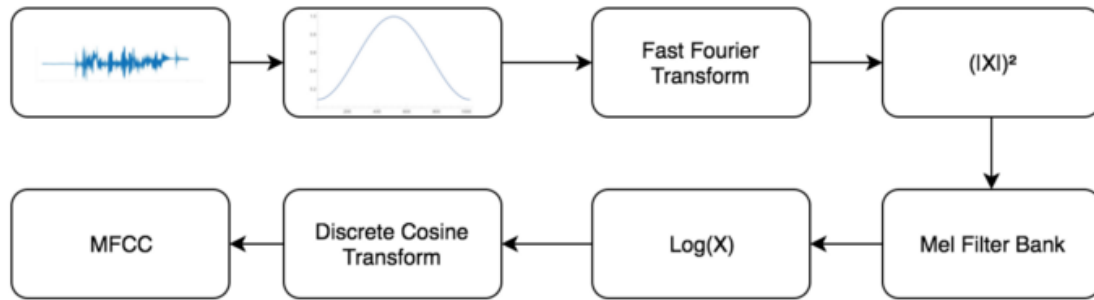 Fast Fourier
Transform
(|X|)²
MFCC
Discrete Cosine
Transform
Log(X)
Mel Filter Bank